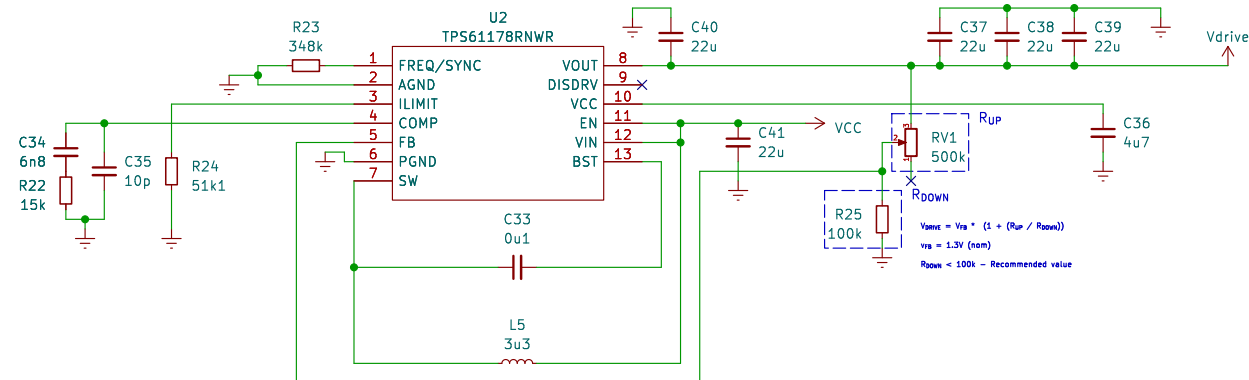 U2
TPS61178RNWR
R23
348k
1 FREQ/SYNC
2 AGND
3 ILIMIT
4 COMP
5 FB
6 PGND
7 SW
VOUT 8
DISDRV 9
VCC 10
EN 11
VIN 12
BST 13
C34
6n8
R22
15k
C35
10p
R24
51k1
C33
0u1
L5
3u3
C40
22u
C41
22u
VCC
C37
22u
C38
22u
C39
22u
Vdrive
C36
4u7
RUP
RV1
500k
3
2
1
RDOWN
R25
100k
VDRIVE = VFB * (1 + (RUP / RDOWN))
VFB = 1.3V (nom)
RDOWN < 100k - Recommended value